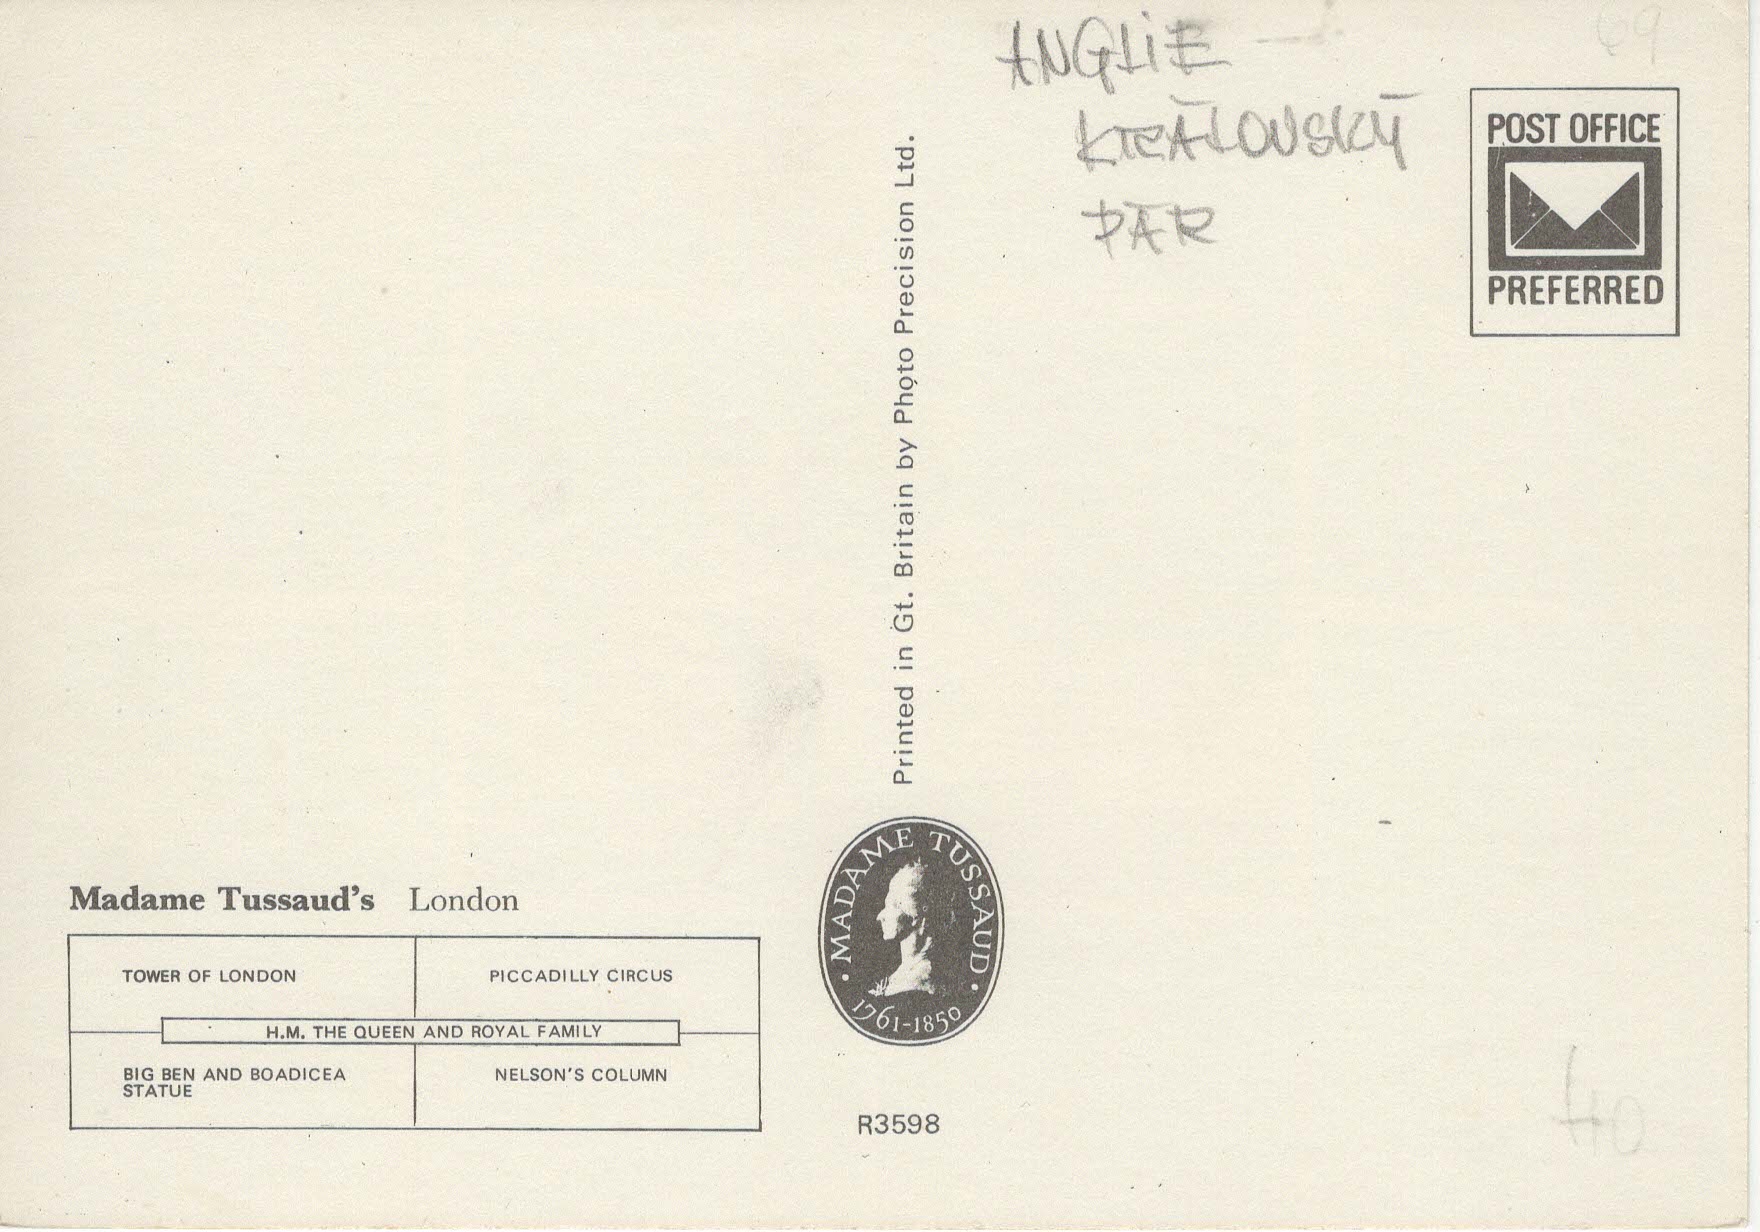 ANGLIE
KRÁLOVSKÝ
PÁR
69
POST OFFICE
PREFERRED
Printed in Gt. Britain by Photo Precision Ltd.
Madame Tussaud's London
TOWER OF LONDON
PICCADILLY CIRCUS
H.M. THE QUEEN AND ROYAL FAMILY
BIG BEN AND BOADICEA
STATUE
NELSON'S COLUMN
· MADAME TUSSAUD ·
1761-1850
R3598
40